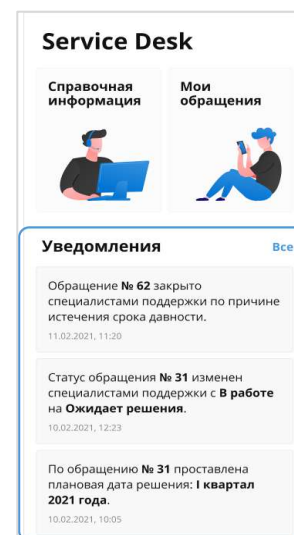 Service Desk
Справочная
информация
Мои
обращения
Уведомления
Все
Обращение № 62 закрыто
специалистами поддержки по причине
истечения срока давности.
11.02.2021, 11:20
Статус обращения № 31 изменен
специалистами поддержки с В работе
на Ожидает решения.
10.02.2021, 12:23
По обращению № 31 проставлена
плановая дата решения: I квартал
2021 года.
10.02.2021, 10:05